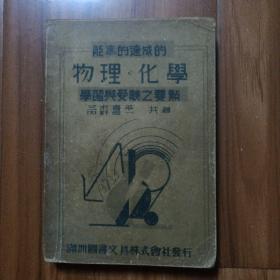 能率的達成的
物理·化學
學習與受驗之要點
共著
滿洲圖書文具株式會社發行